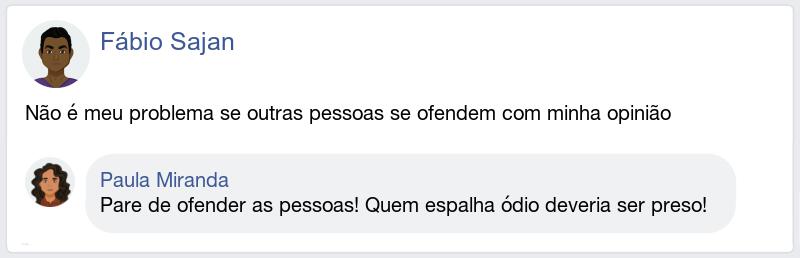 Fábio Sajan
Não é meu problema se outras pessoas se ofendem com minha opinião
Paula Miranda
Pare de ofender as pessoas! Quem espalha ódio deveria ser preso!